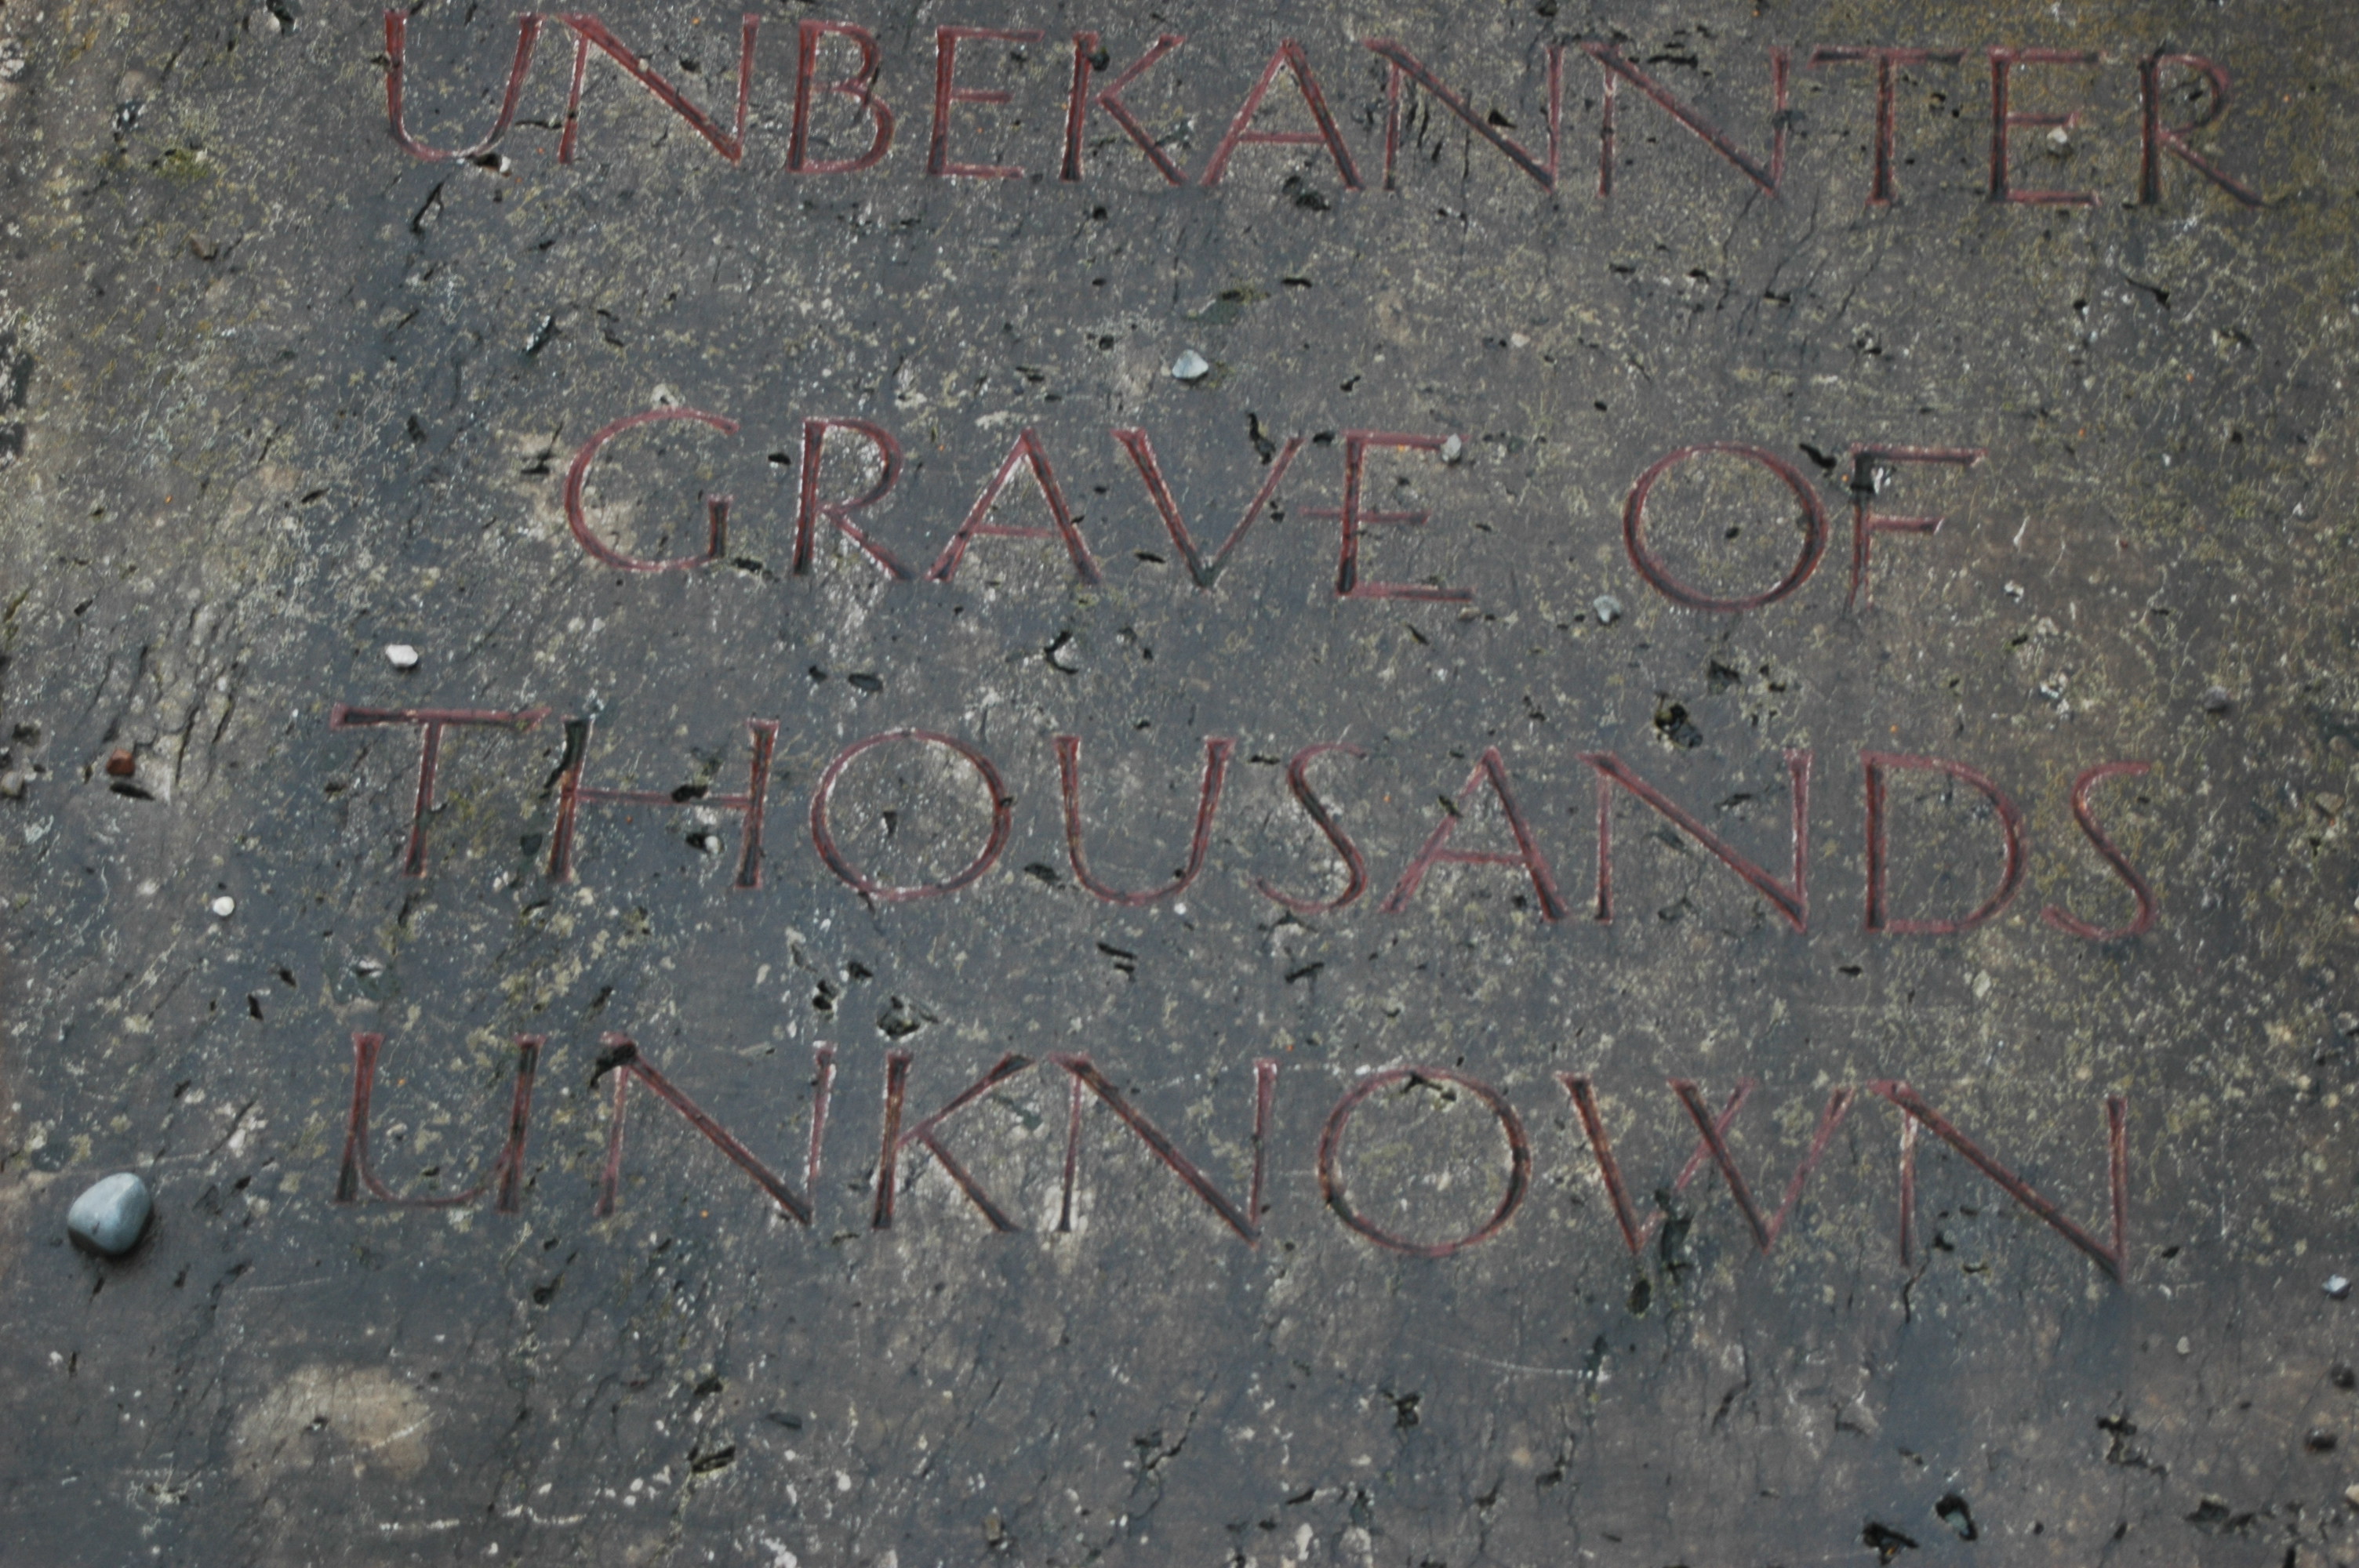 UNBEKANNTER
GRAVE OF
THOUSANDS
UNKNOWN